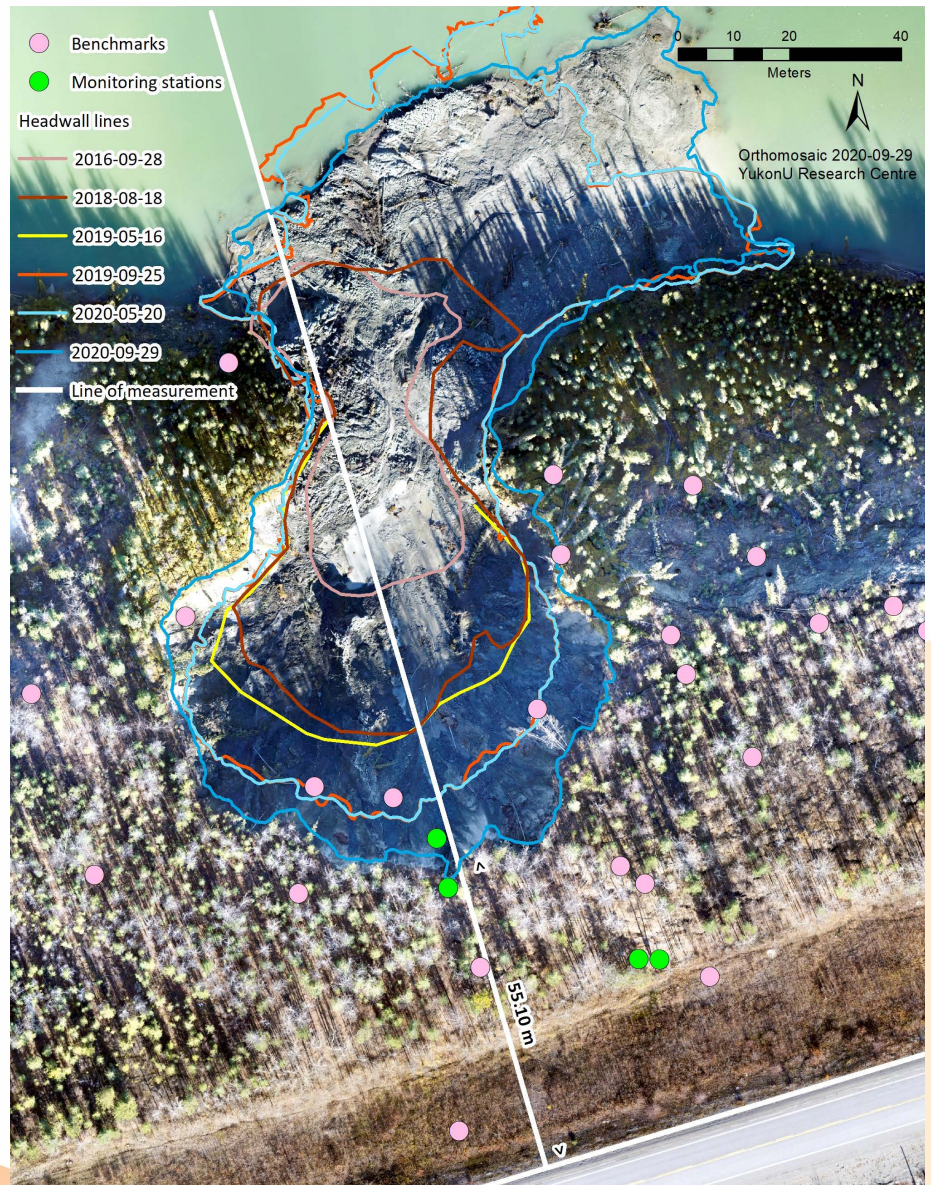 Benchmarks
Monitoring stations
Headwall lines
2016-09-28
2018-08-18
2019-05-16
2019-09-25
2020-05-20
2020-09-29
Line of measurement
0 10 20 40
Meters
N
Orthomosaic 2020-09-29
YukonU Research Centre
55.10 m